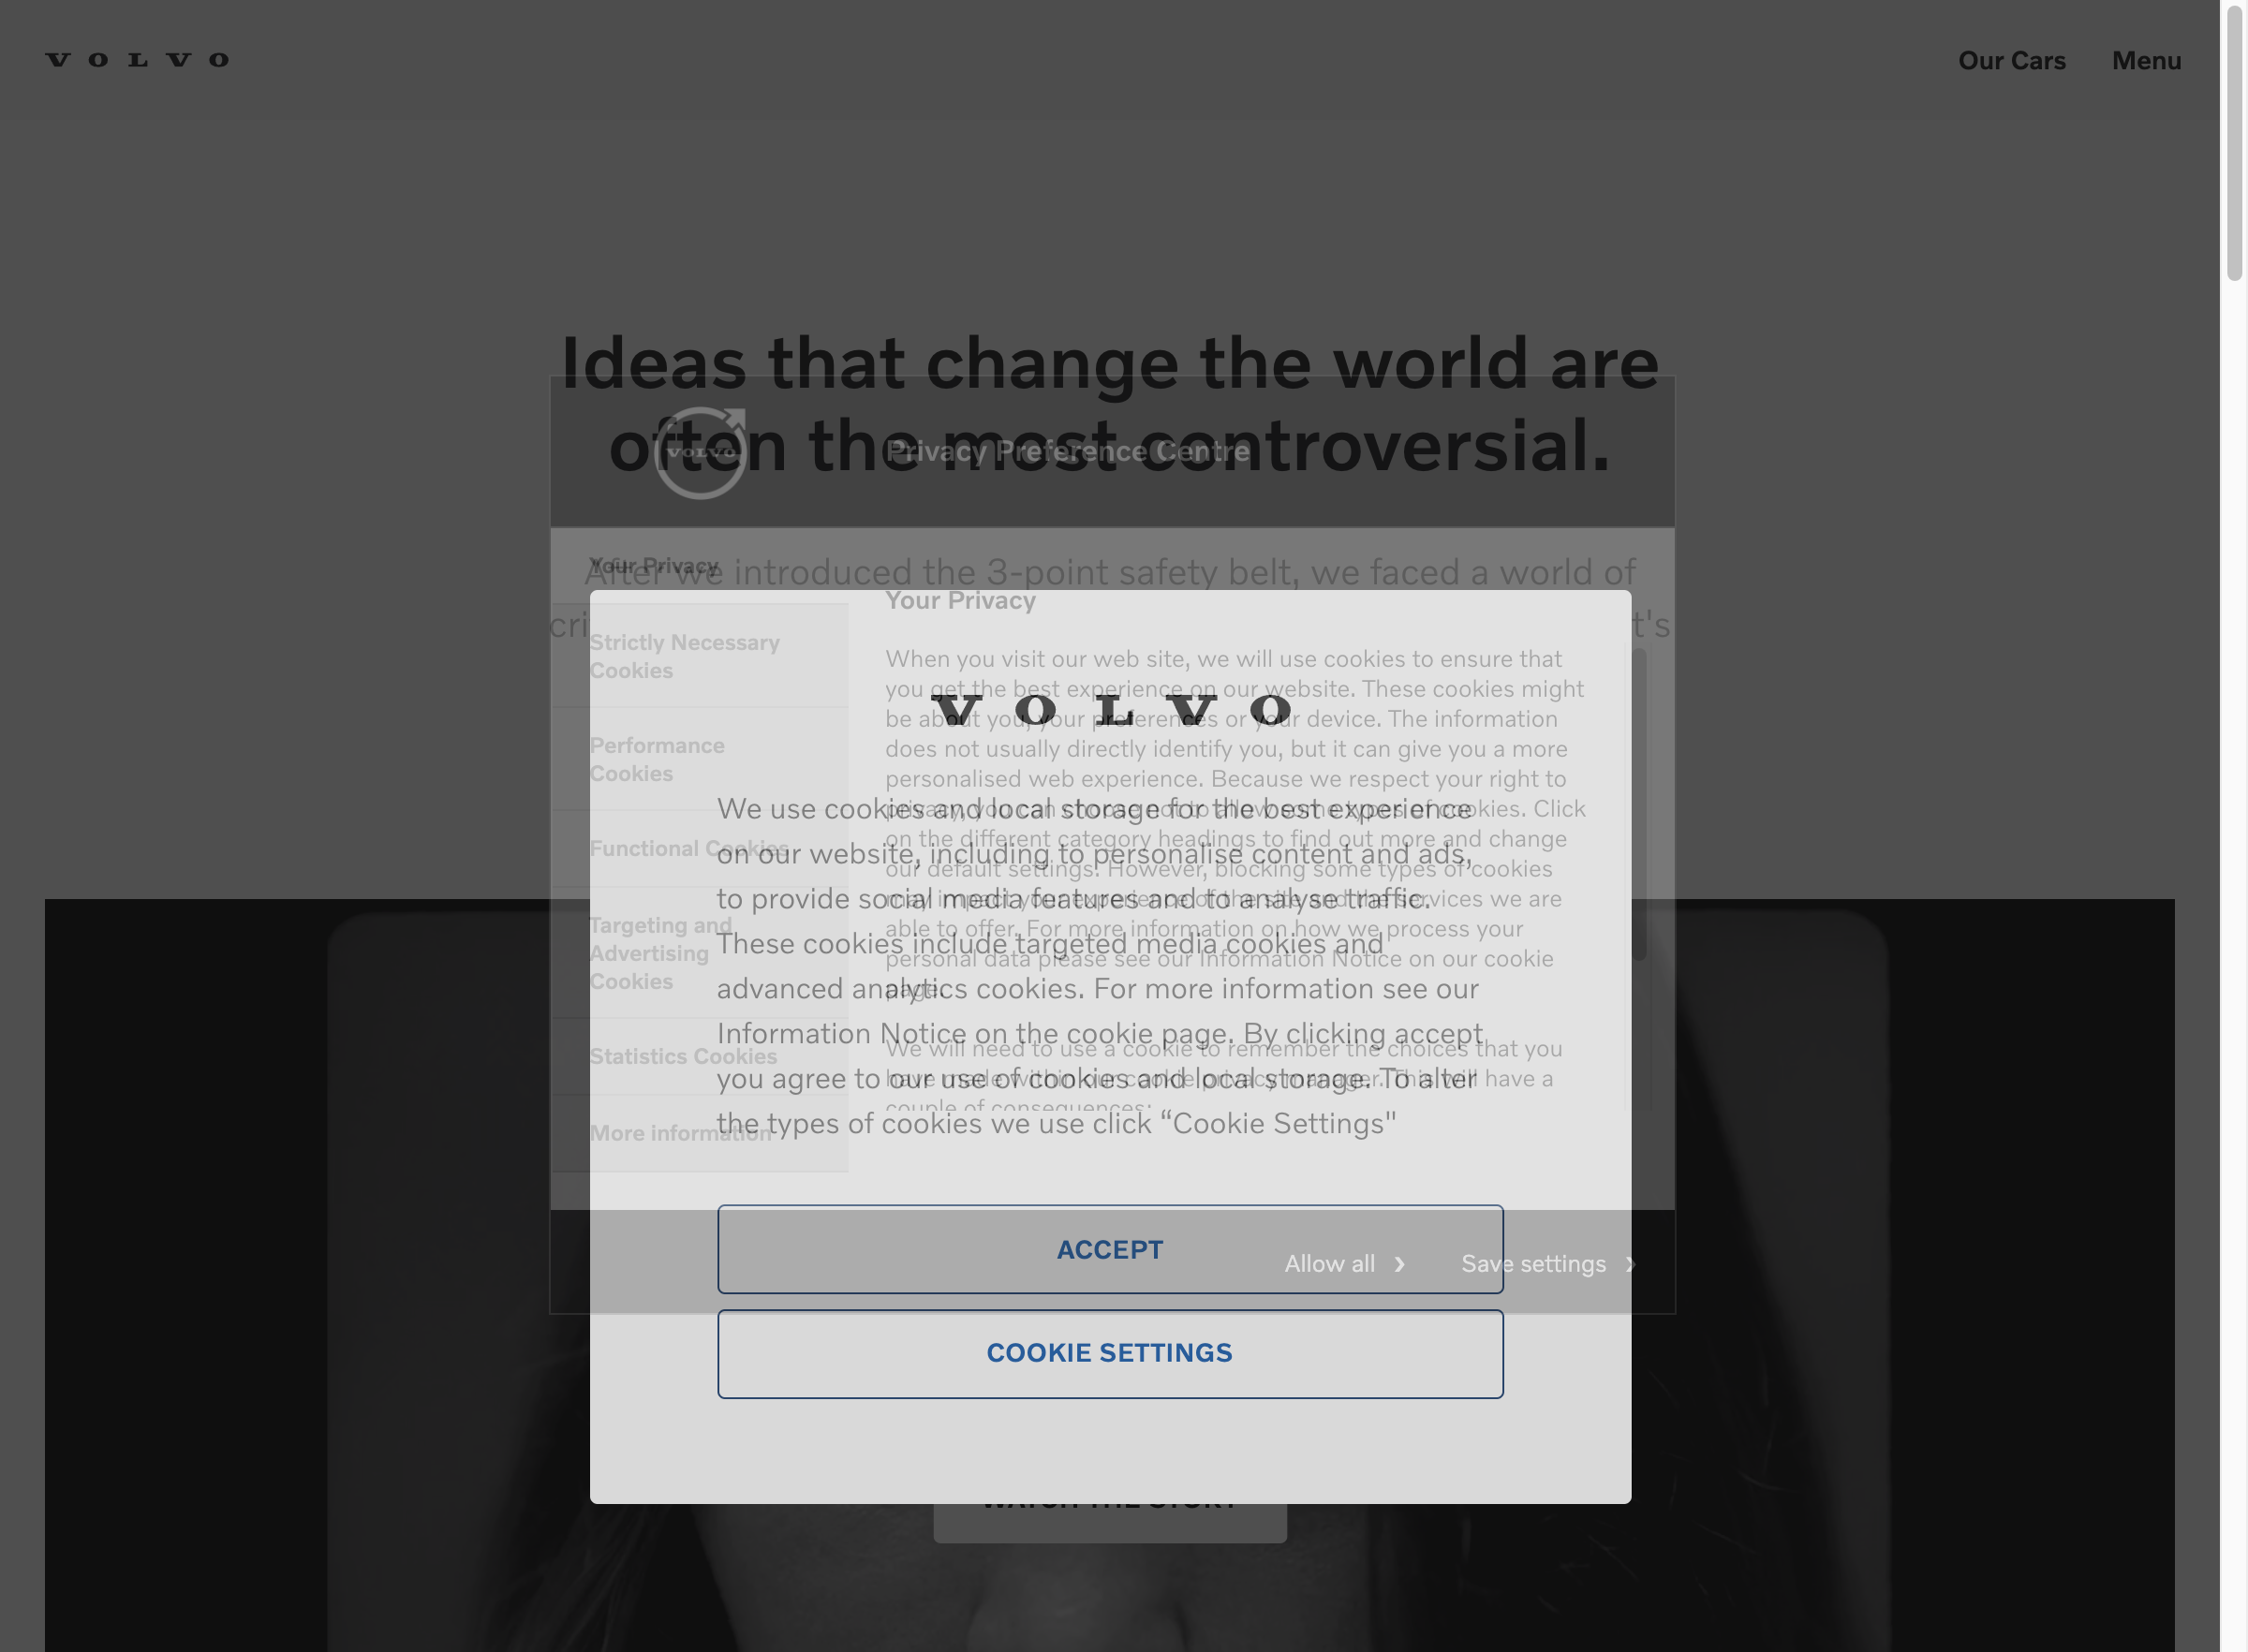 VOLVO
Our Cars Menu
Ideas that change the world are
often the most controversial.
VOLVO
Privacy Preference Centre
After we introduced the 3-point safety belt, we faced a world of
cri
t's
Your Privacy
Strictly Necessary
Cookies
Performance
Cookies
Functional Cookies
Targeting and
Advertising
Cookies
Statistics Cookies
More information
Your Privacy
When you visit our web site, we will use cookies to ensure that
you get the best experience on our website. These cookies might
be about you, your preferences or your device. The information
does not usually directly identify you, but it can give you a more
personalised web experience. Because we respect your right to
privacy, you can choose not to allow some types of cookies. Click
on the different category headings to find out more and change
our default settings. However, blocking some types of cookies
may impact your experience of the site and the services we are
able to offer. For more information on how we process your
personal data please see our Information Notice on our cookie
page.
We will need to use a cookie to remember the choices that you
have made within our cookie privacy manager. This will have a
couple of consequences:
VOLVO
We use cookies and local storage for the best experience
on our website, including to personalise content and ads,
to provide social media features and to analyse traffic.
These cookies include targeted media cookies and
advanced analytics cookies. For more information see our
Information Notice on the cookie page. By clicking accept
you agree to our use of cookies and local storage. To alter
the types of cookies we use click “Cookie Settings"
ACCEPT
Allow all Save settings
COOKIE SETTINGS
WATCH THE STORY